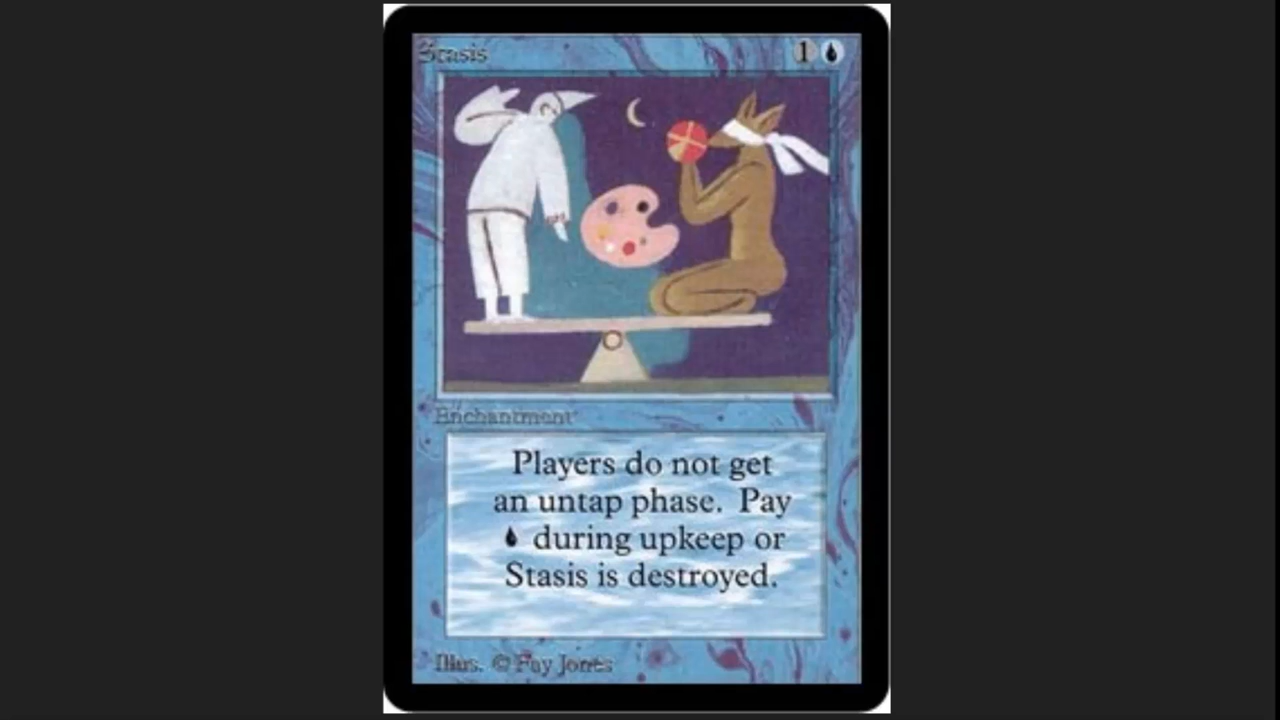 Stasis 1
Enchantment
Players do not get
an untap phase. Pay
during upkeep or
Stasis is destroyed.
Illus. © Fay Jones